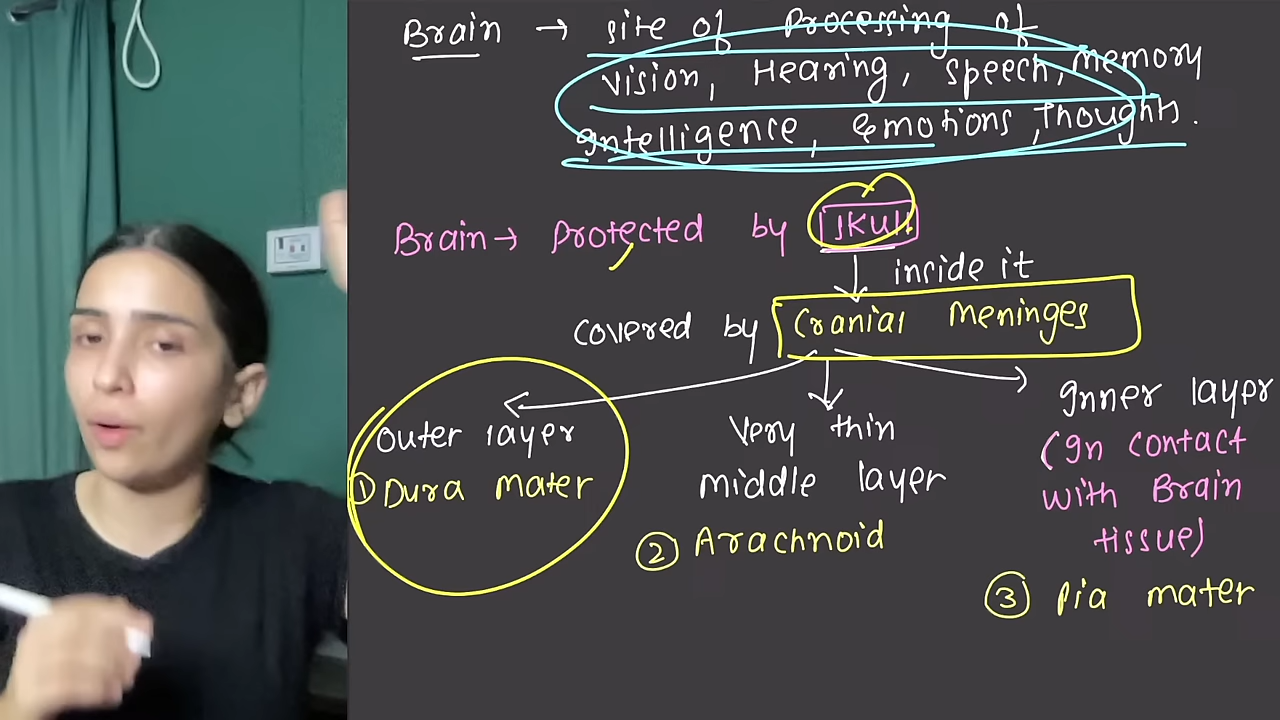 Brain → site of Processing of
vision, Hearing, speech, memory
Intelligence, emotions, thoughts.
Brain → Protected by skull
inside it
covered by Cranial Meninges
outer layer
① Dura mater
Very thin
middle layer
② Arachnoid
Inner layer
(In contact
with Brain
tissue)
③ Pia mater